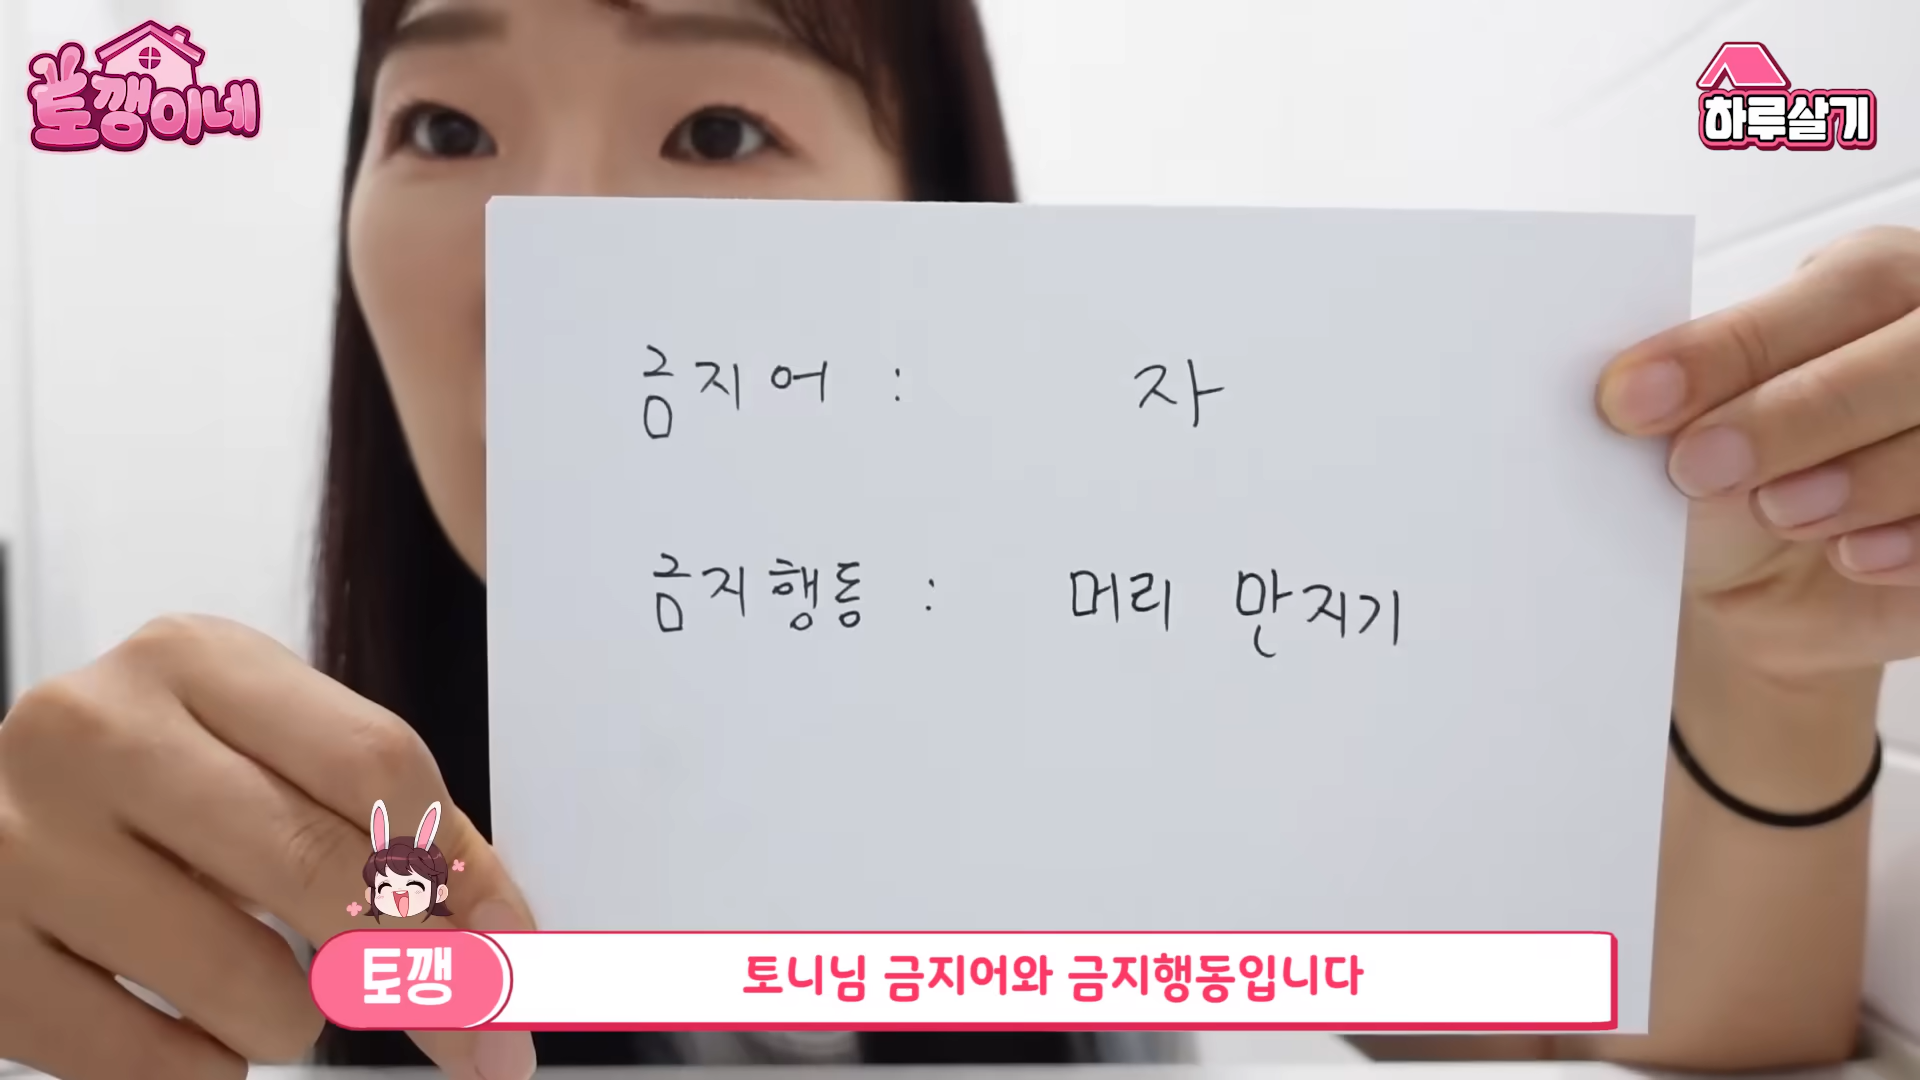 토깽이네
하루살기
금지어 : 자
금지행동 : 머리 만지기
토깽
토니님 금지어와 금지행동입니다